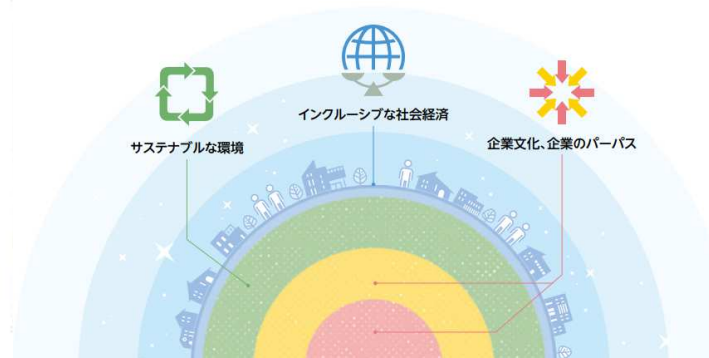 インクルーシブな社会経済
サステナブルな環境
企業文化、企業のパーパス